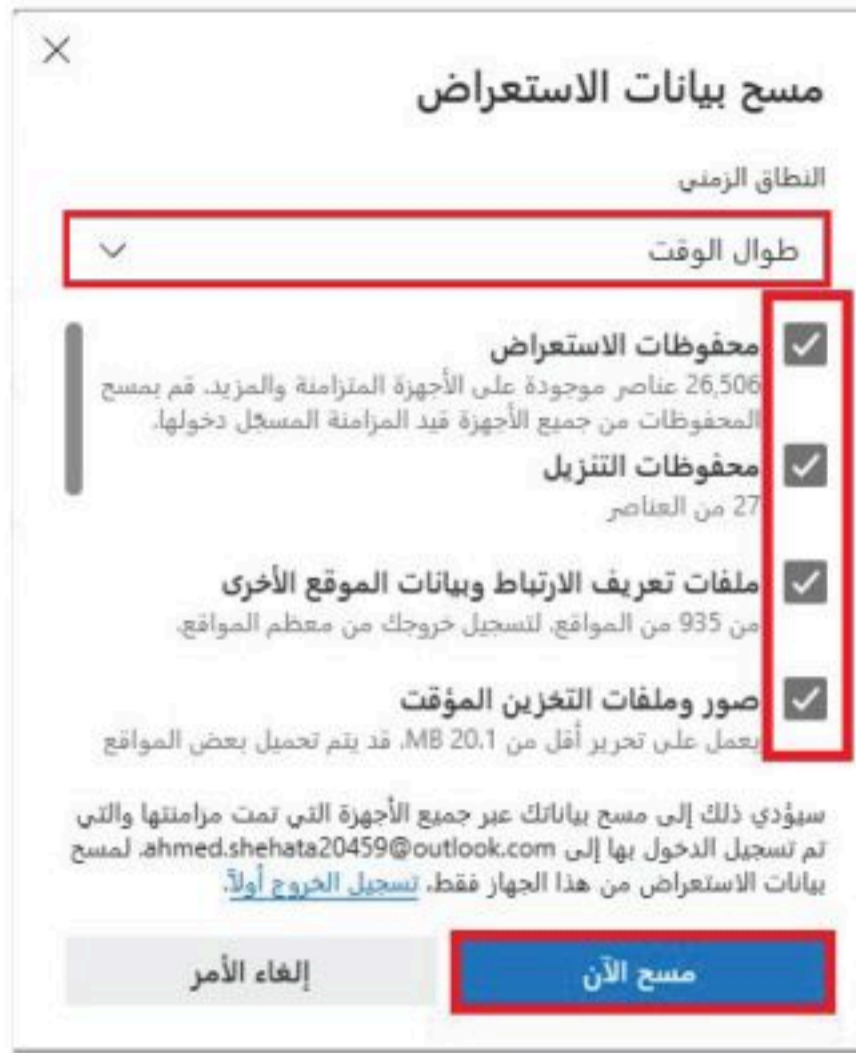 مسح بيانات الاستعراض
النطاق الزمني
طوال الوقت
محفوظات الاستعراض
26,506 عناصر موجودة على الأجهزة المتزامنة والمزيد. قم بمسح
المحفوظات من جميع الأجهزة قيد المزامنة المسجّل دخولها.
محفوظات التنزيل
27 من العناصر
ملفات تعريف الارتباط وبيانات الموقع الأخرى
من 935 من المواقع. لتسجيل خروجك من معظم المواقع.
صور وملفات التخزين المؤقت
يعمل على تحرير أقل من 20.1 MB. قد يتم تحميل بعض المواقع
سيؤدي ذلك إلى مسح بياناتك عبر جميع الأجهزة التي تمت مزامنتها والتي
تم تسجيل الدخول بها إلى ahmed.shehata20459@outlook.com. لمسح
بيانات الاستعراض من هذا الجهاز فقط، تسجيل الخروج أولاً.
مسح الآن
إلغاء الأمر